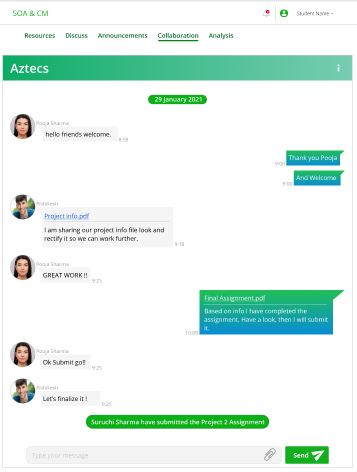 SOA & CM
Student Name
Resources Discuss Announcements Collaboration Analysis
Aztecs
29 January 2021
Pooja Sharma
hello friends welcome.
8:58
Thank you Pooja
9:00
And Welcome
9:00
Rishikesh
Project info.pdf
I am sharing our project info file look and
rectify it so we can work further.
9:18
Pooja Sharma
GREAT WORK !!
9:25
Final Assignment.pdf
Based on info I have completed the
assignment. Have a look, then I will submit
it.
10:00
Pooja Sharma
Ok Submit go!!
9:25
Rishikesh
Let's finalize it !
9:25
Suruchi Sharma have submitted the Project 2 Assignment
Type your message
Send